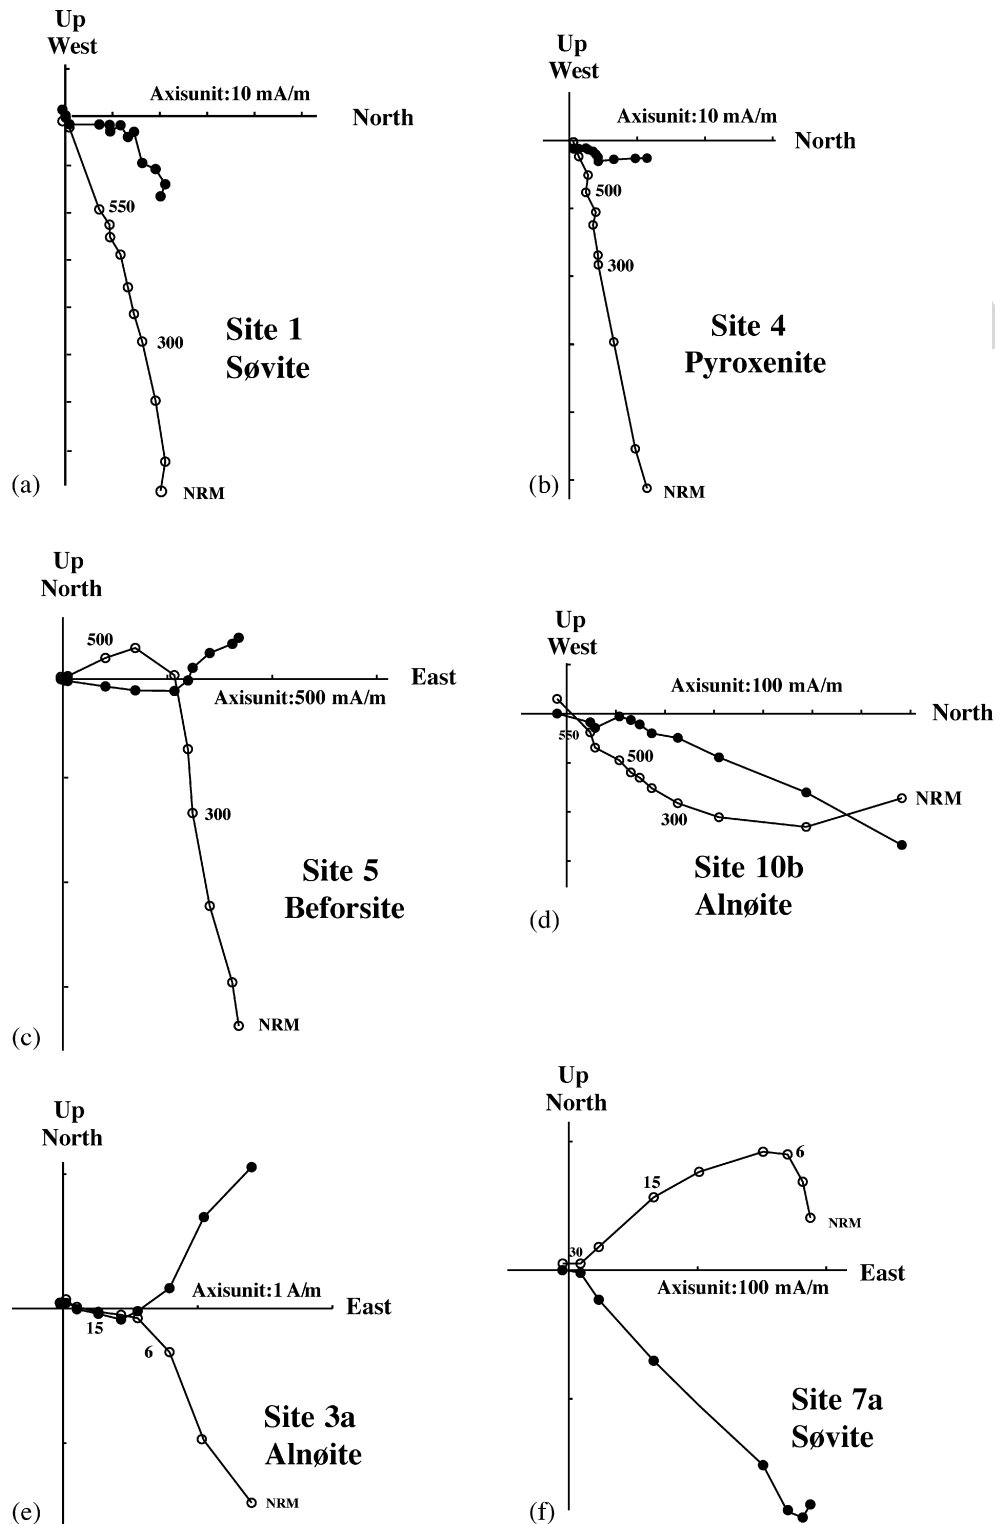 Up
West
Axisunit:10 mA/m
North
550
300
Site 1
Søvite
NRM
(a)
Up
West
Axisunit:10 mA/m
North
500
300
Site 4
Pyroxenite
NRM
(b)
Up
North
500
East
Axisunit:500 mA/m
300
Site 5
Beforsite
NRM
(c)
Up
West
Axisunit:100 mA/m
North
550
500
300
NRM
Site 10b
Alnøite
(d)
Up
North
Axisunit:1 A/m
East
15
6
Site 3a
Alnøite
NRM
(e)
Up
North
6
15
NRM
30
East
Axisunit:100 mA/m
Site 7a
Søvite
(f)